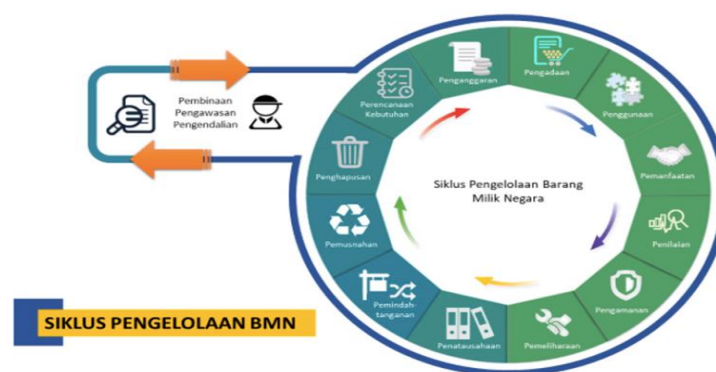 Pembinaan
Pengawasan
Pengendalian
Perencanaan
Kebutuhan
Penganggaran
Pengadaan
Penggunaan
Pemanfaatan
Penilaian
Pengamanan
Pemeliharaan
Penatausahaan
Pemindah-
tanganan
Pemusnahan
Penghapusan
Siklus Pengelolaan Barang
Milik Negara
SIKLUS PENGELOLAAN BMN